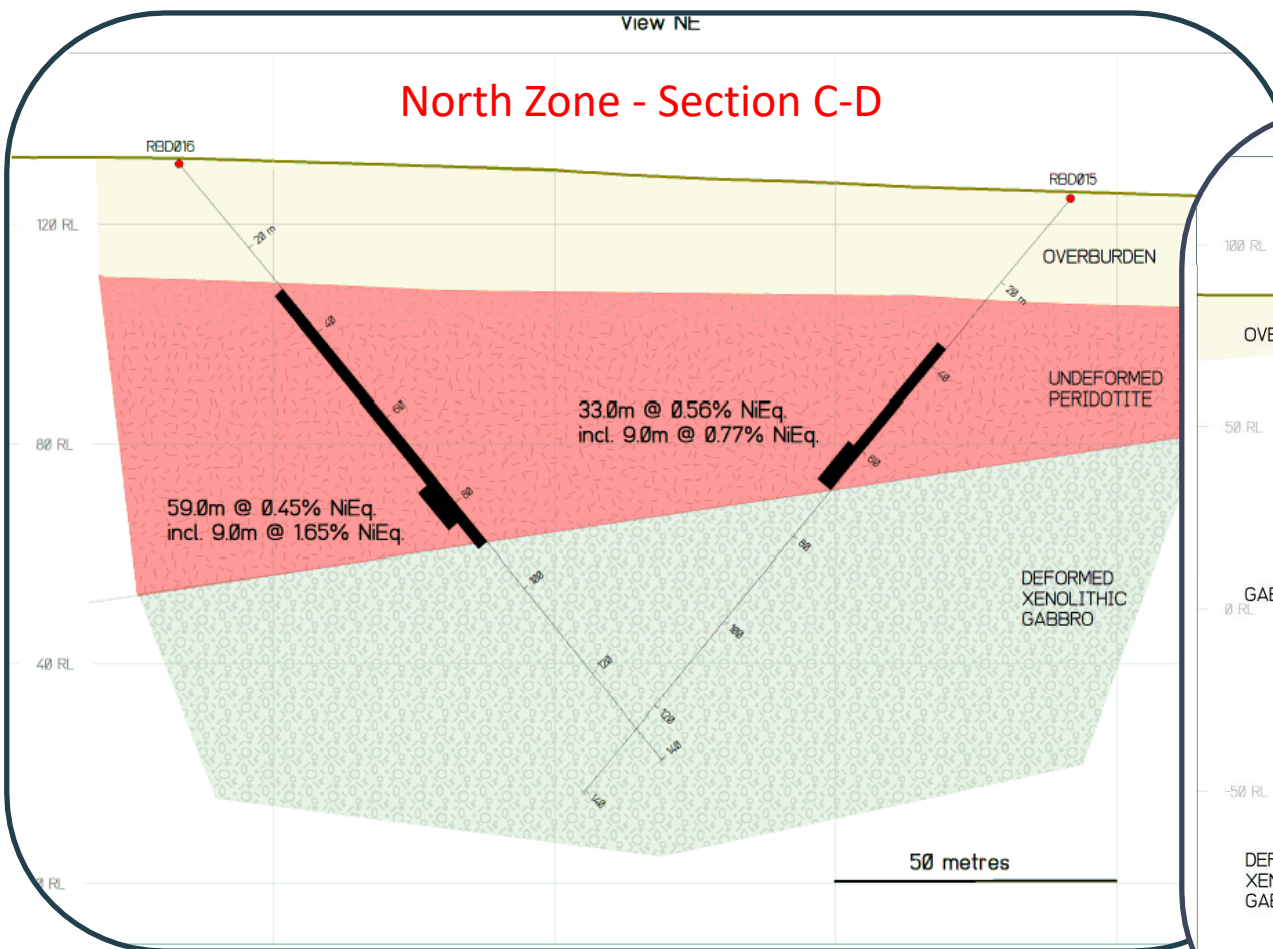 View NE
North Zone - Section C-D
RBD016
RBD015
120 RL
20 m
OVERBURDEN
20 m
100 RL
OVE
40
40
UNDEFORMED
PERIDOTITE
33.0m @ 0.56% NiEq.
incl. 9.0m @ 0.77% NiEq.
60
60
50 RL
80 RL
80
59.0m @ 0.45% NiEq.
incl. 9.0m @ 1.65% NiEq.
80
100
DEFORMED
XENOLITHIC
GABBRO
GAB
0 RL
100
40 RL
120
120
140
140
-50 RL
50 metres
0 RL
DEF
XEN
GAB